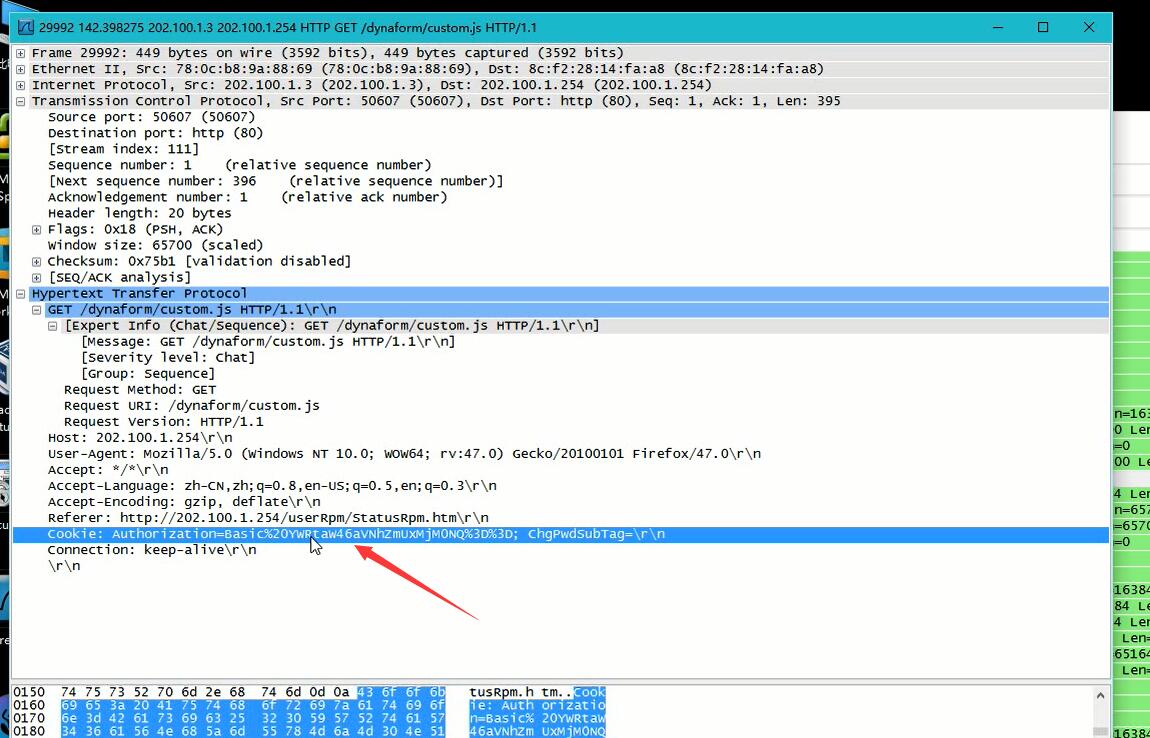 29992 142.398275 202.100.1.3 202.100.1.254 HTTP GET /dynaform/custom.js HTTP/1.1
Frame 29992: 449 bytes on wire (3592 bits), 449 bytes captured (3592 bits)
Ethernet II, Src: 78:0c:b8:9a:88:69 (78:0c:b8:9a:88:69), Dst: 8c:f2:28:14:fa:a8 (8c:f2:28:14:fa:a8)
Internet Protocol, Src: 202.100.1.3 (202.100.1.3), Dst: 202.100.1.254 (202.100.1.254)
Transmission Control Protocol, Src Port: 50607 (50607), Dst Port: http (80), Seq: 1, Ack: 1, Len: 395
Source port: 50607 (50607)
Destination port: http (80)
[Stream index: 111]
Sequence number: 1    (relative sequence number)
[Next sequence number: 396    (relative sequence number)]
Acknowledgement number: 1    (relative ack number)
Header length: 20 bytes
Flags: 0x18 (PSH, ACK)
Window size: 65700 (scaled)
Checksum: 0x75b1 [validation disabled]
[SEQ/ACK analysis]
Hypertext Transfer Protocol
GET /dynaform/custom.js HTTP/1.1\r\n
[Expert Info (Chat/Sequence): GET /dynaform/custom.js HTTP/1.1\r\n]
[Message: GET /dynaform/custom.js HTTP/1.1\r\n]
[Severity level: Chat]
[Group: Sequence]
Request Method: GET
Request URI: /dynaform/custom.js
Request Version: HTTP/1.1
Host: 202.100.1.254\r\n
User-Agent: Mozilla/5.0 (Windows NT 10.0; WOW64; rv:47.0) Gecko/20100101 Firefox/47.0\r\n
Accept: */*\r\n
Accept-Language: zh-CN,zh;q=0.8,en-US;q=0.5,en;q=0.3\r\n
Accept-Encoding: gzip, deflate\r\n
Referer: http://202.100.1.254/userRpm/StatusRpm.htm\r\n
Cookie: Authorization=Basic%20YWRtaW46aVNhZmUxMjM0NQ%3D%3D; ChgPwdSubTag=\r\n
Connection: keep-alive\r\n
\r\n
0150 74 75 73 52 70 6d 2e 68 74 6d 0d 0a 43 6f 6f 6b tusRpm.h tm..Cook
0160 69 65 3a 20 41 75 74 68 6f 72 69 7a 61 74 69 6f ie: Auth orizatio
0170 6e 3d 42 61 73 69 63 25 32 30 59 57 52 74 61 57 n=Basic% 20YWRtaW
0180 34 36 61 56 4e 68 5a 6d 55 78 4d 6a 4d 30 4e 51 46aVNhZm UxMjM0NQ